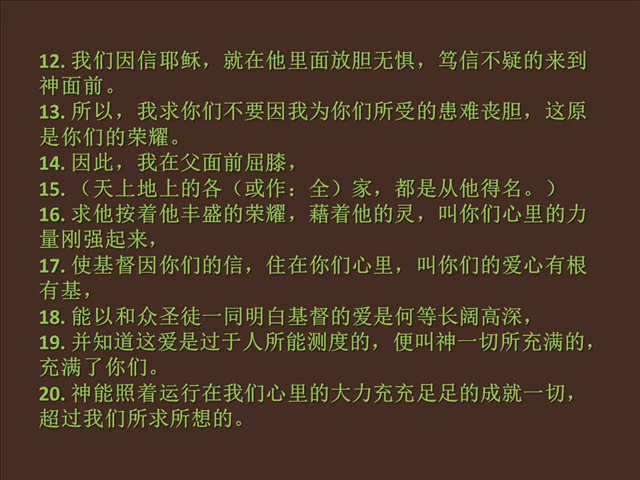 12. 我们因信耶稣，就在他里面放胆无惧，笃信不疑的来到
神面前。
13. 所以，我求你们不要因我为你们所受的患难丧胆，这原
是你们的荣耀。
14. 因此，我在父面前屈膝，
15. （天上地上的各（或作：全）家，都是从他得名。）
16. 求他按着他丰盛的荣耀，藉着他的灵，叫你们心里的力
量刚强起来，
17. 使基督因你们的信，住在你们心里，叫你们的爱心有根
有基，
18. 能以和众圣徒一同明白基督的爱是何等长阔高深，
19. 并知道这爱是过于人所能测度的，便叫神一切所充满的，
充满了你们。
20. 神能照着运行在我们心里的大力充充足足的成就一切，
超过我们所求所想的。